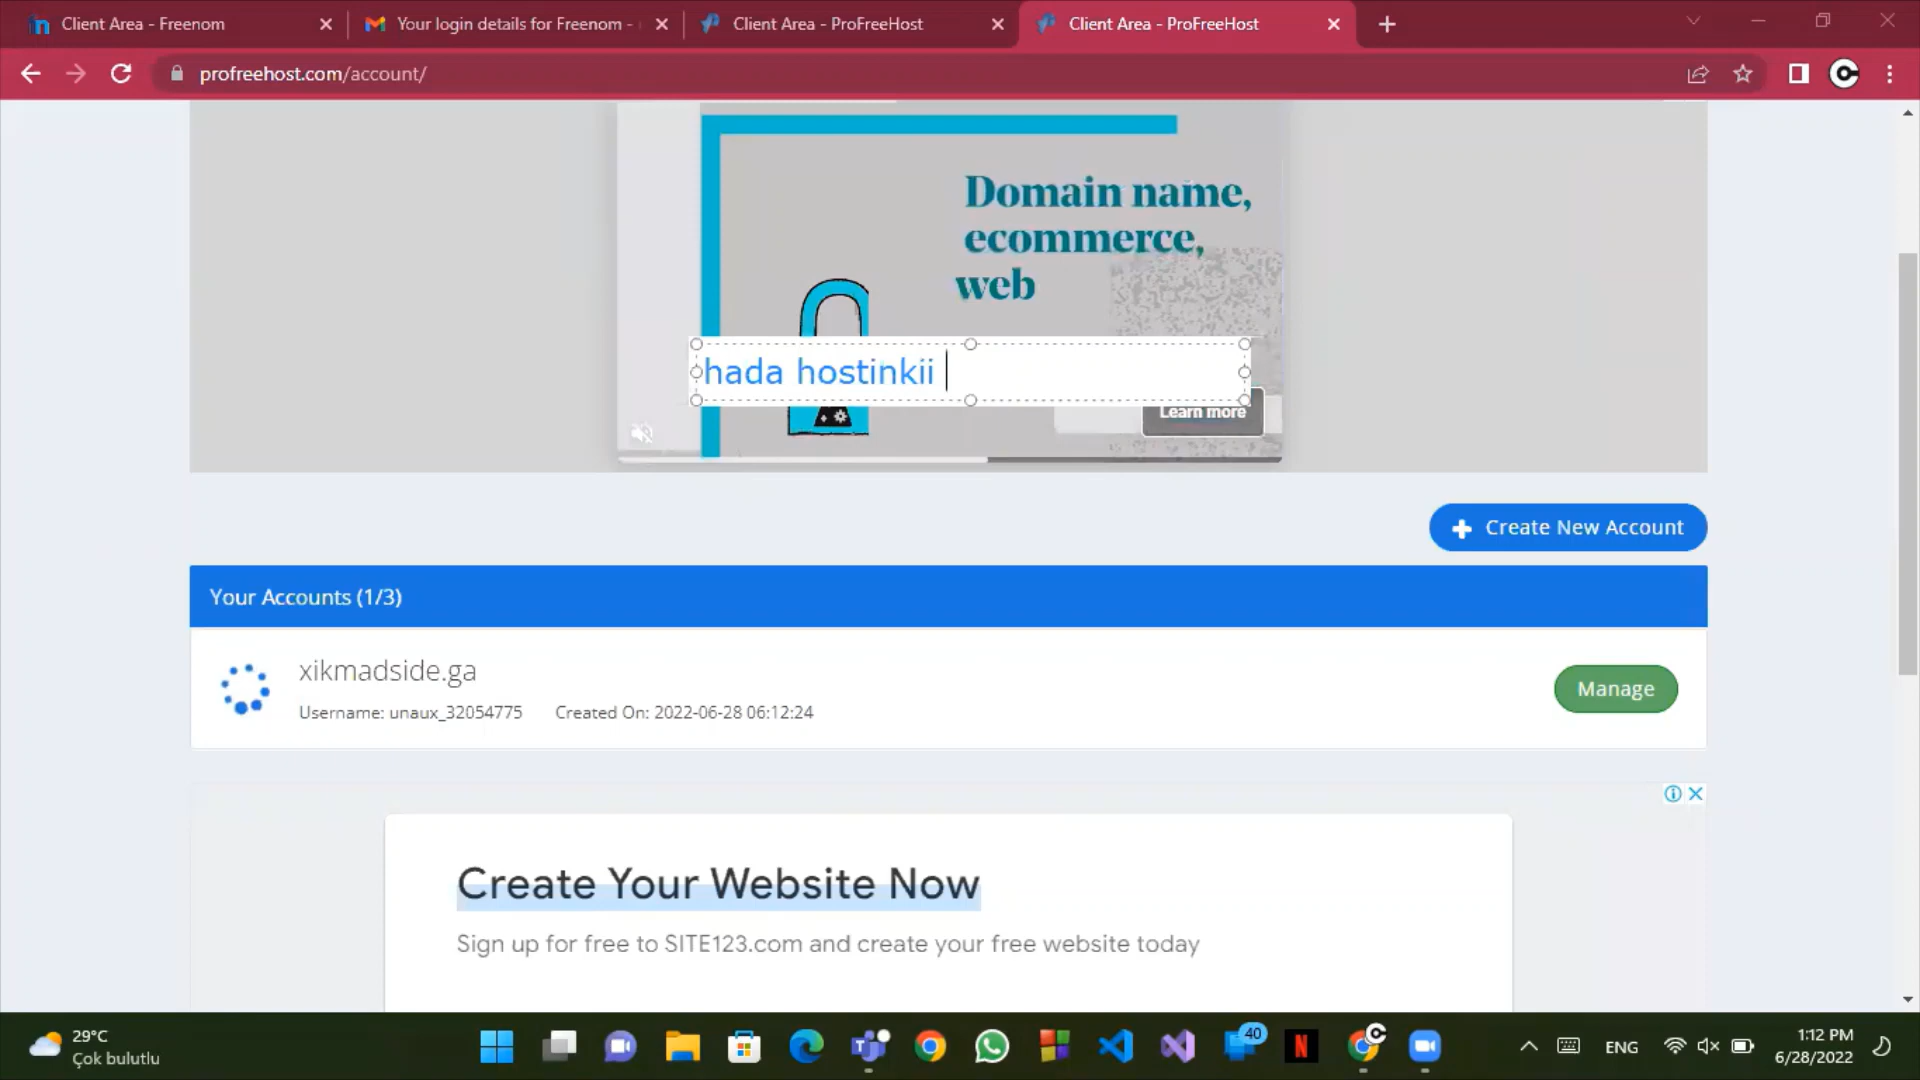 Client Area - Freenom
Your login details for Freenom -
Client Area - ProFreeHost
Client Area - ProFreeHost
profreehost.com/account/
Domain name,
ecommerce,
web
hada hostinkii
Learn more
Create New Account
Your Accounts (1/3)
xikmadside.ga
Username: unaux_32054775 Created On: 2022-06-28 06:12:24
Manage
Create Your Website Now
Sign up for free to SITE123.com and create your free website today
29°C
Çok bulutlu
40
ENG
1:12 PM
6/28/2022